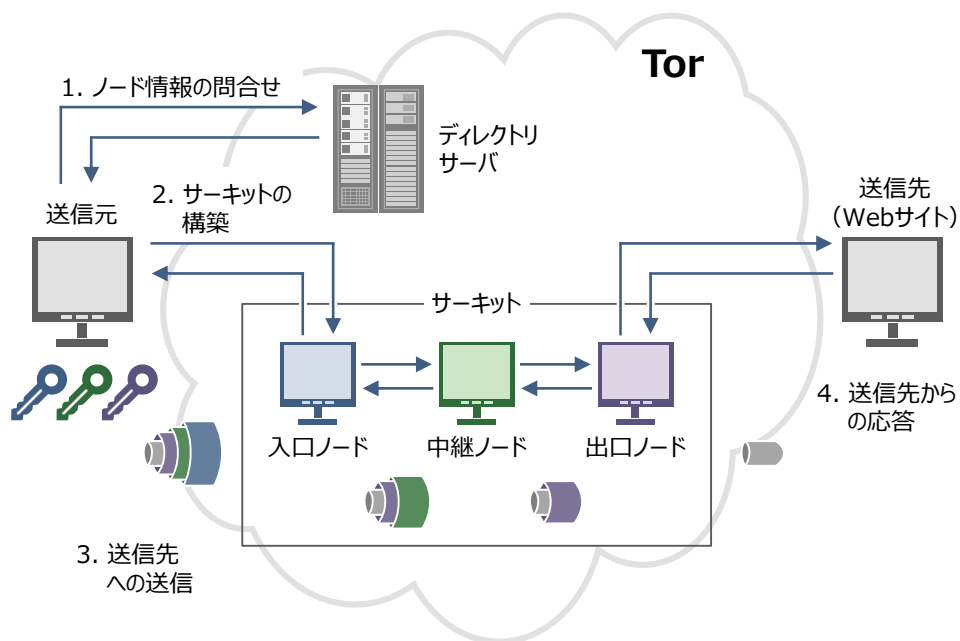 Tor
1. ノード情報の問合せ
ディレクトリ
サーバ
送信元
2. サーキットの
構築
送信先
(Webサイト)
サーキット
入口ノード
中継ノード
出口ノード
4. 送信先から
の応答
3. 送信先
への送信